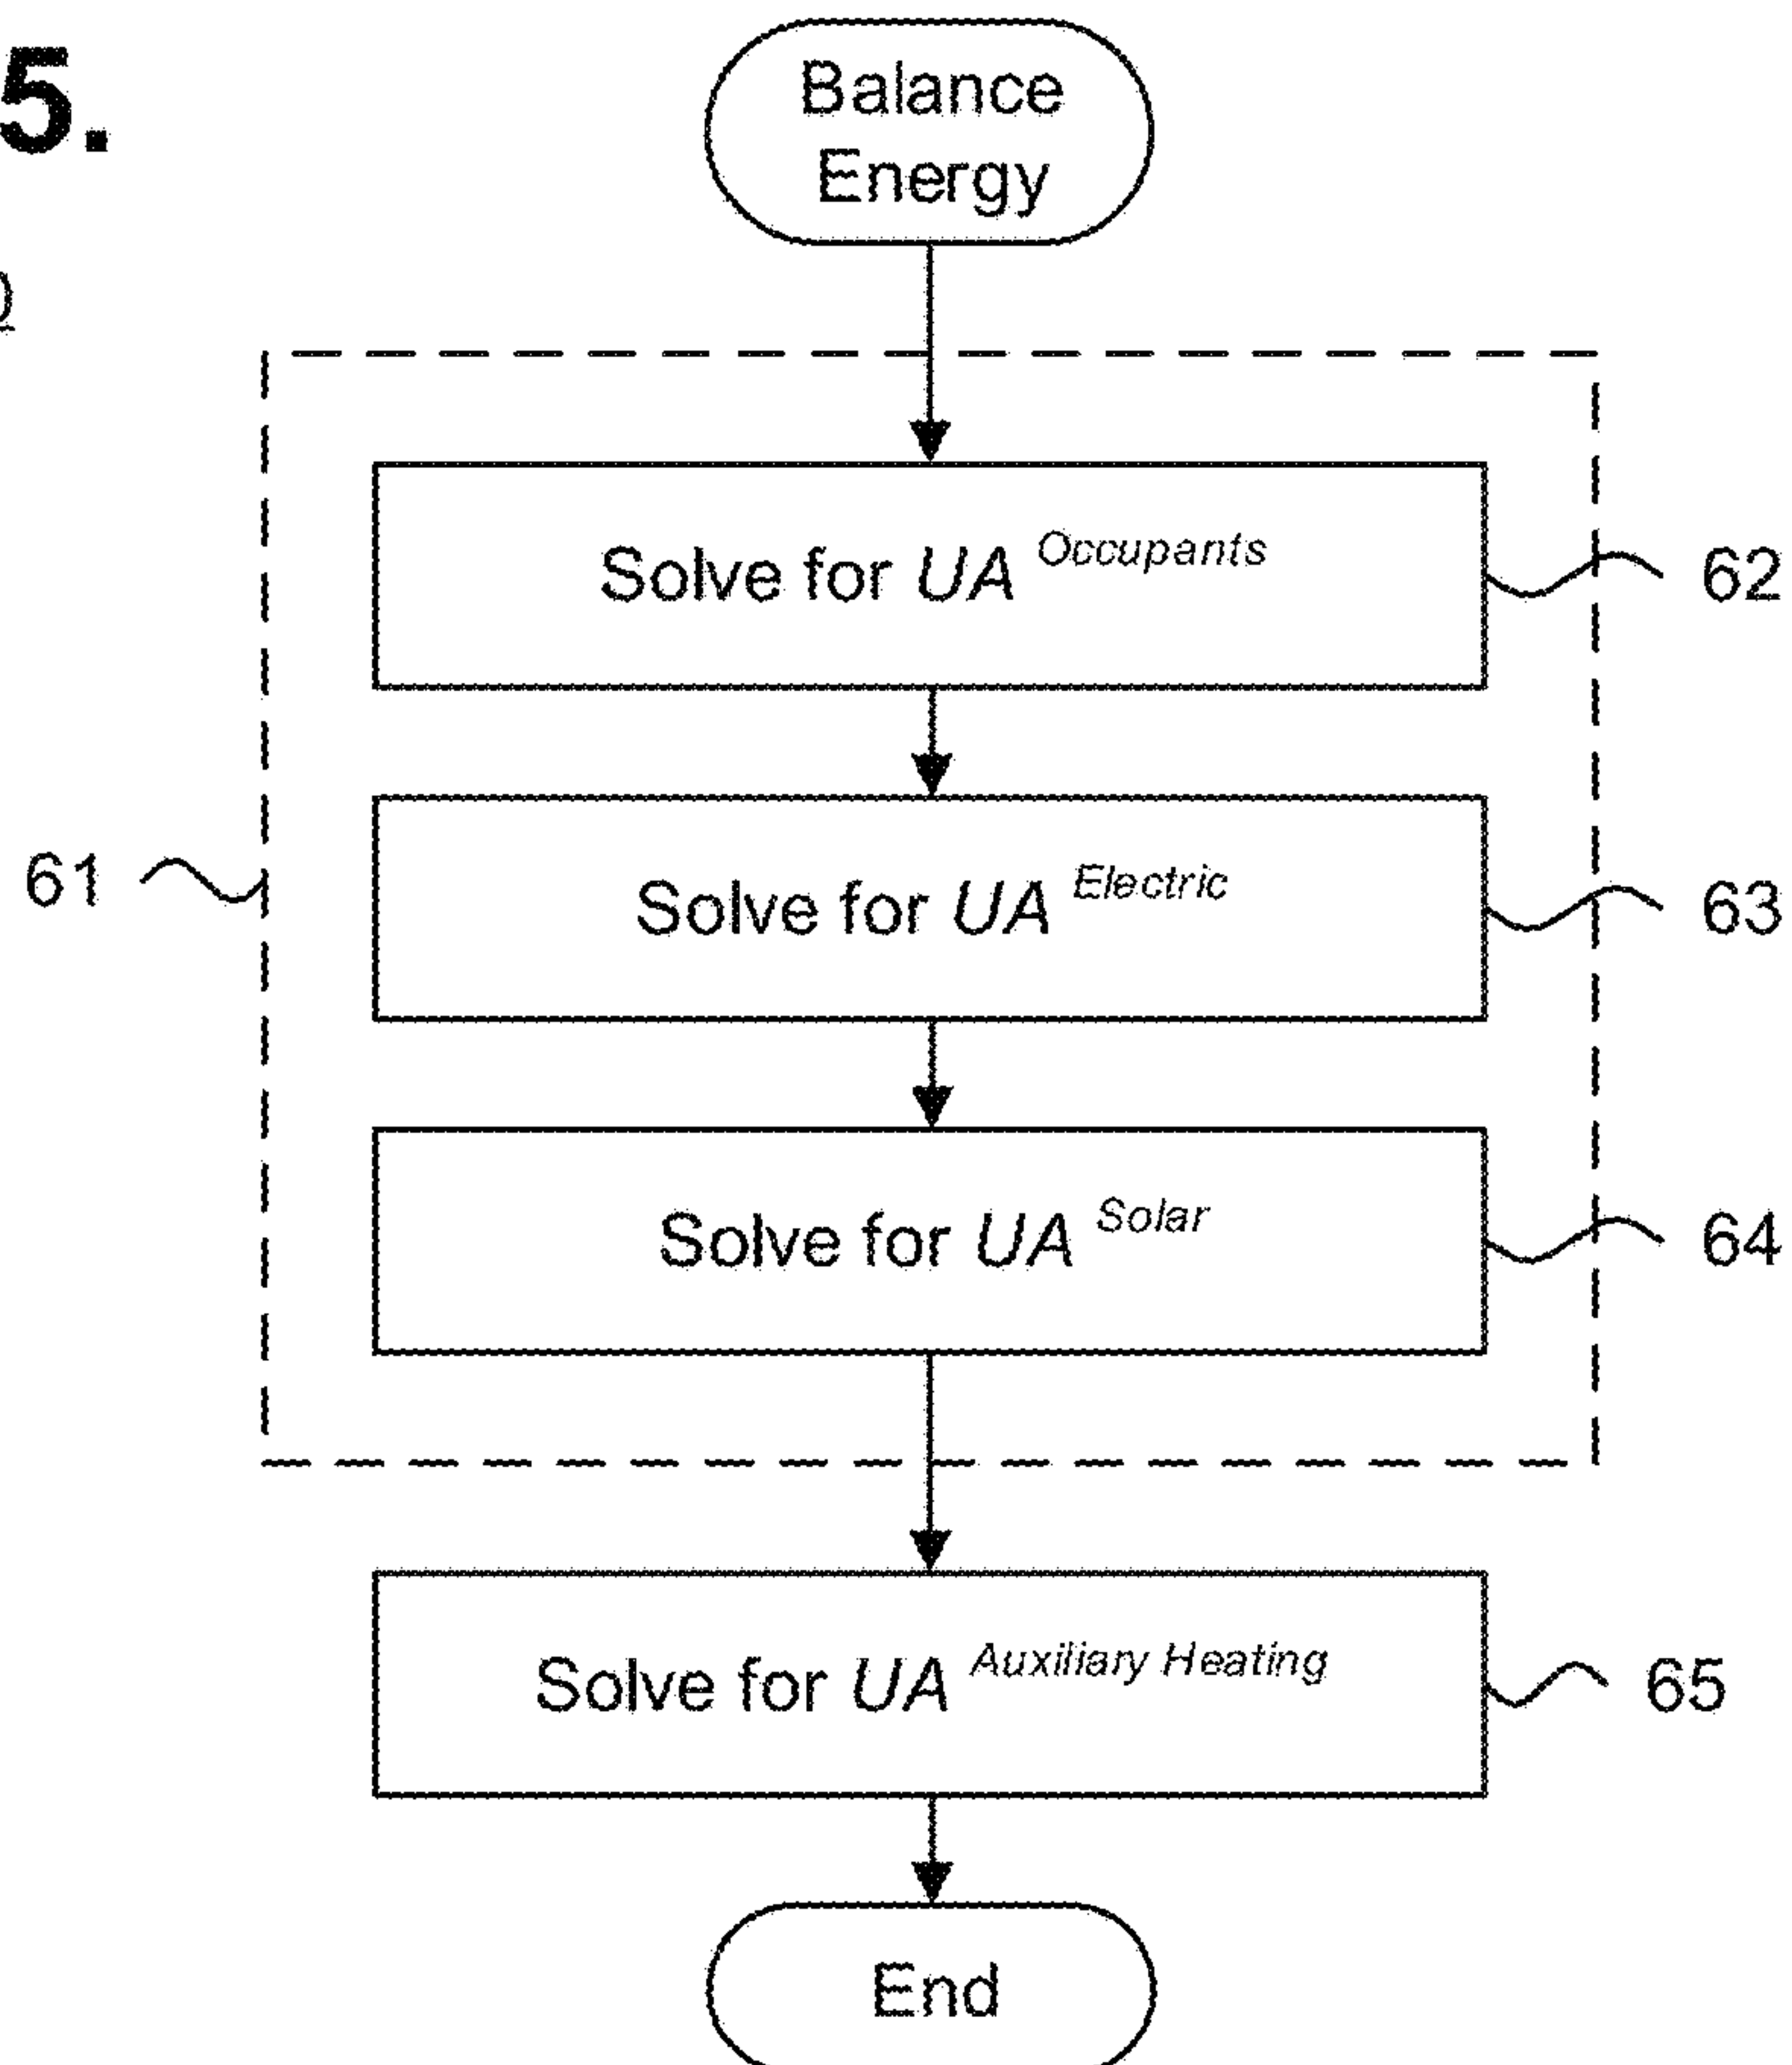 5.
Balance
Energy
Solve for UA Occupants
62
61
Solve for UA Electric
63
Solve for UA Solar
64
Solve for UA Auxiliary Heating
65
End